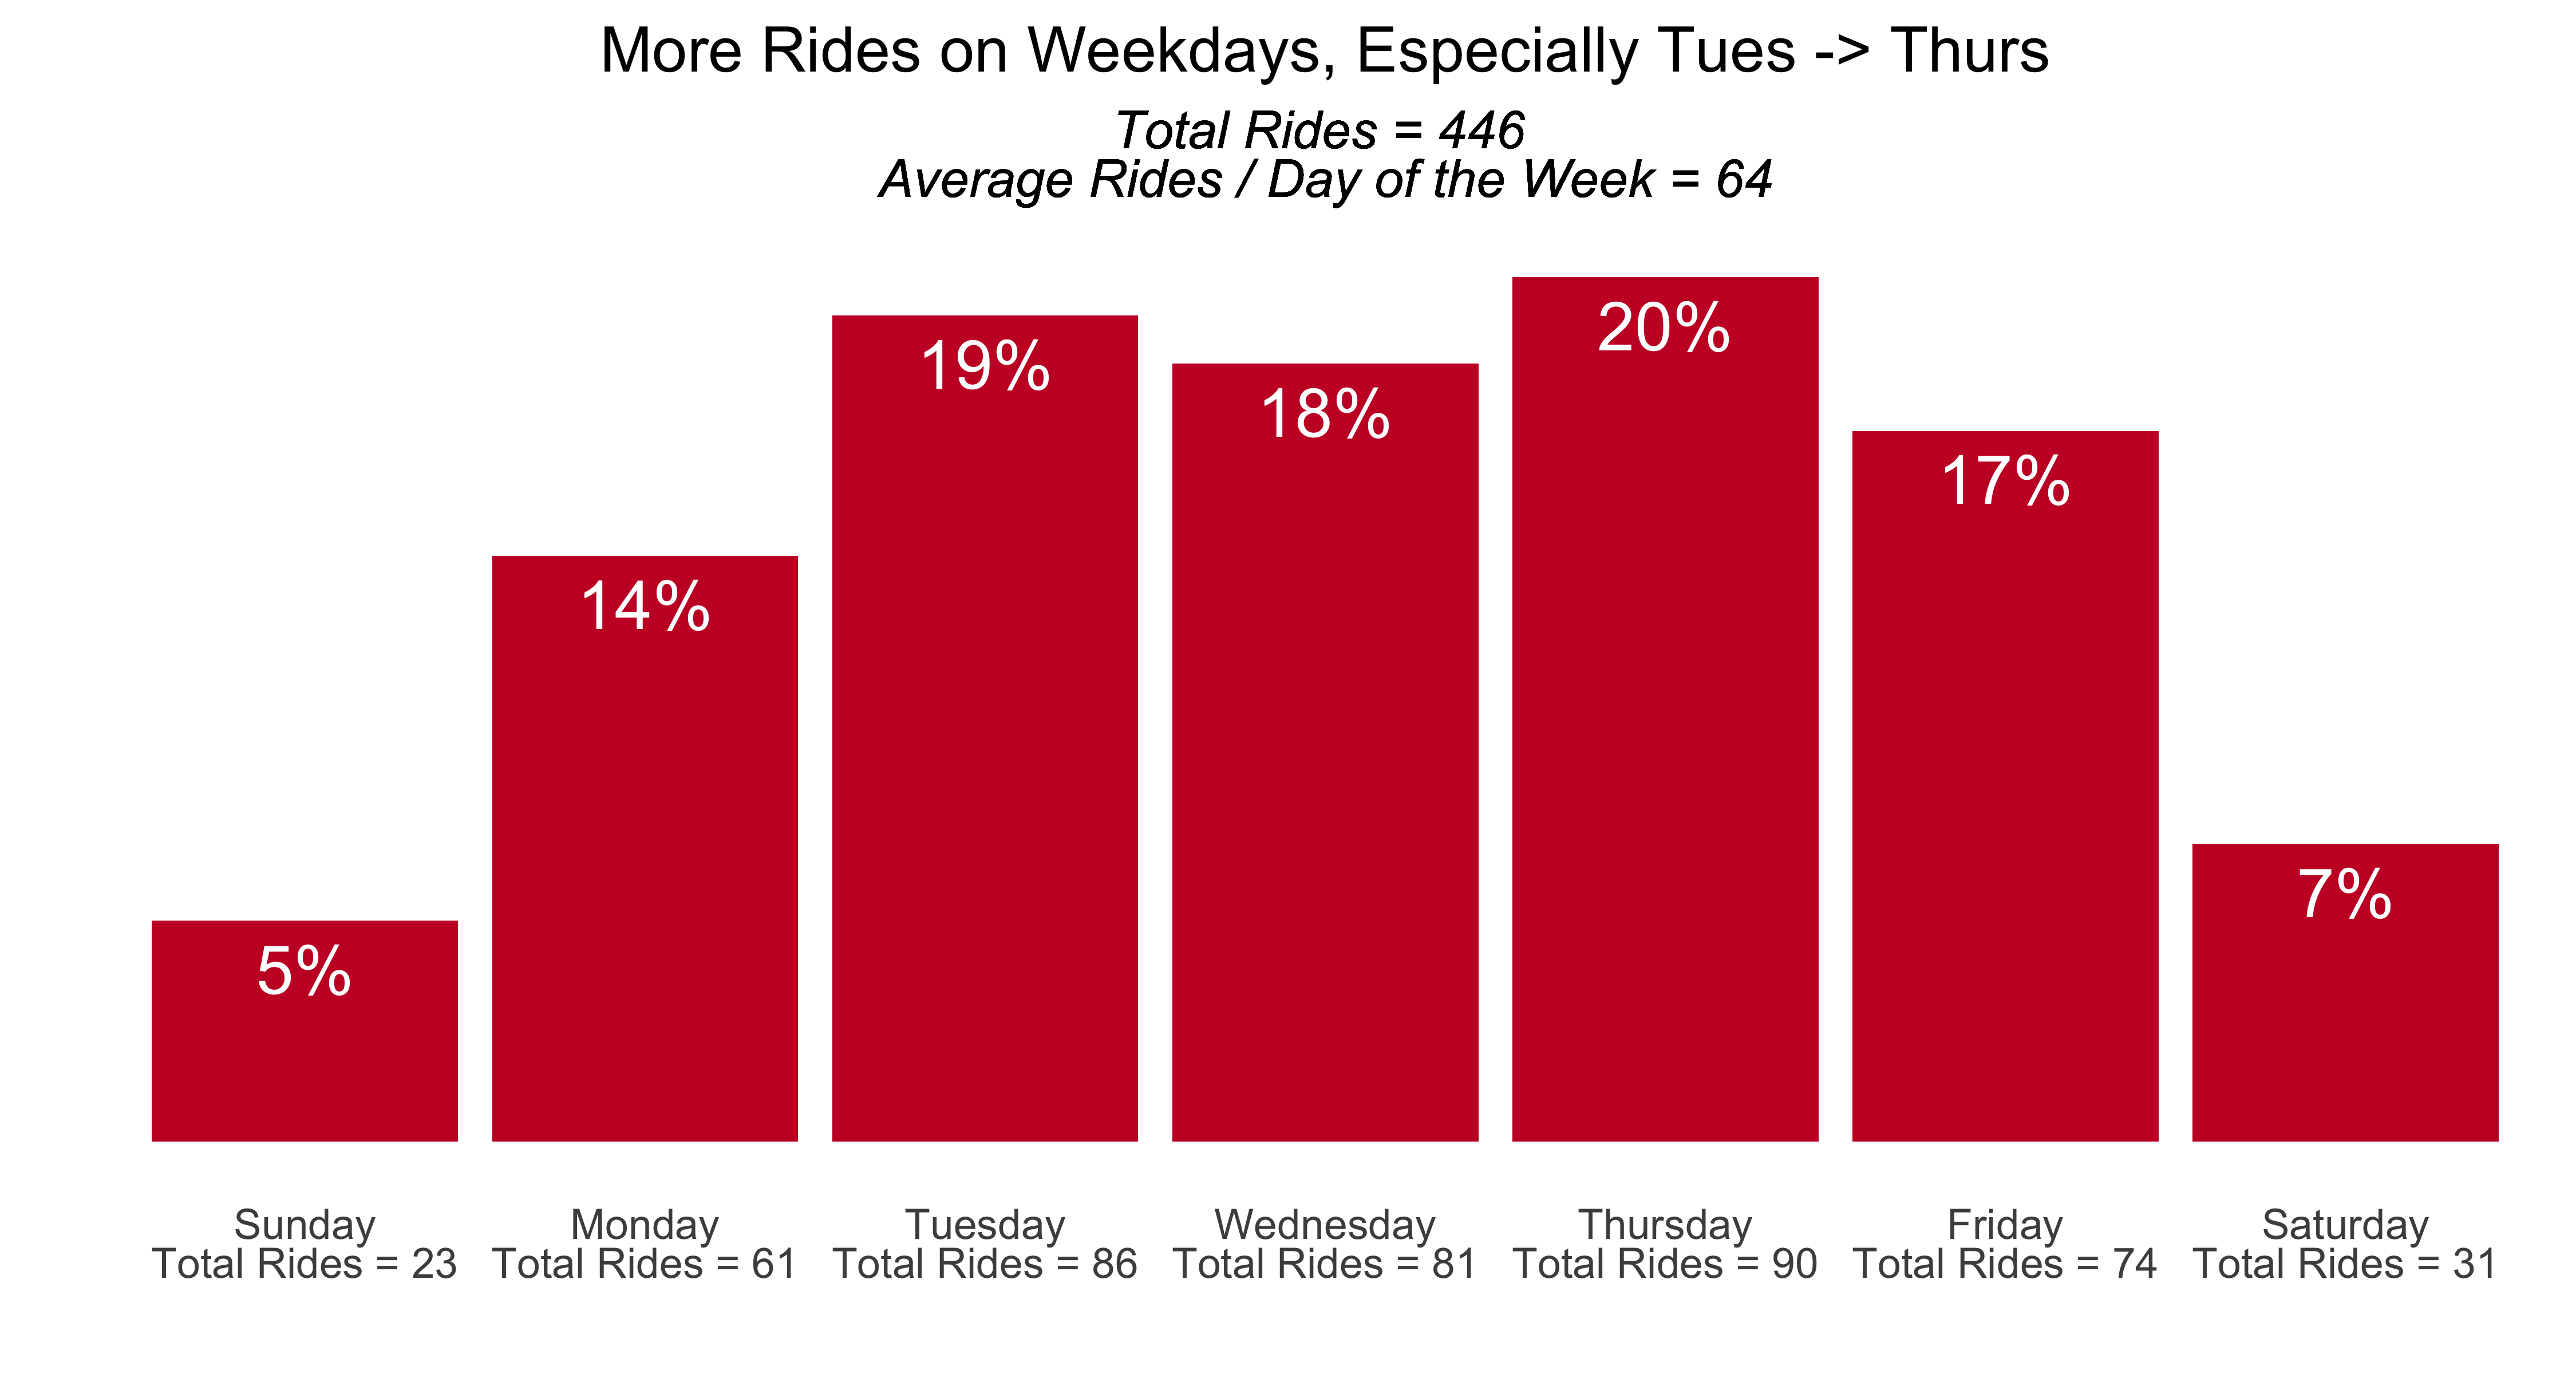 More Rides on Weekdays, Especially Tues -> Thurs
Total Rides = 446
Average Rides / Day of the Week = 64
5%
14%
19%
18%
20%
17%
7%
Sunday
Total Rides = 23
Monday
Total Rides = 61
Tuesday
Total Rides = 86
Wednesday
Total Rides = 81
Thursday
Total Rides = 90
Friday
Total Rides = 74
Saturday
Total Rides = 31